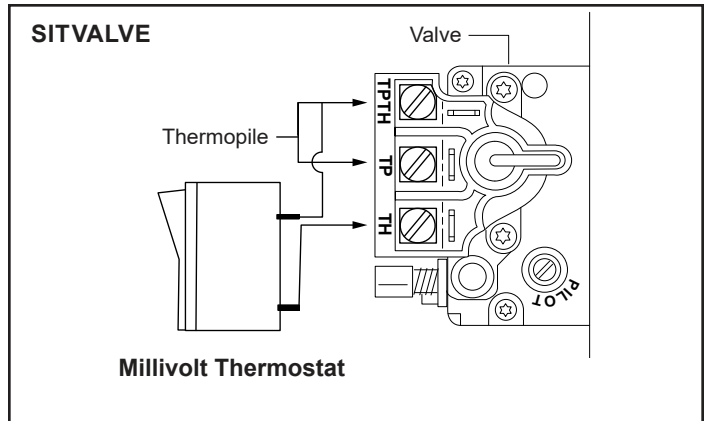 SITVALVE
Valve
TPTH
Thermopile
TP
TH
PILOT
Millivolt Thermostat